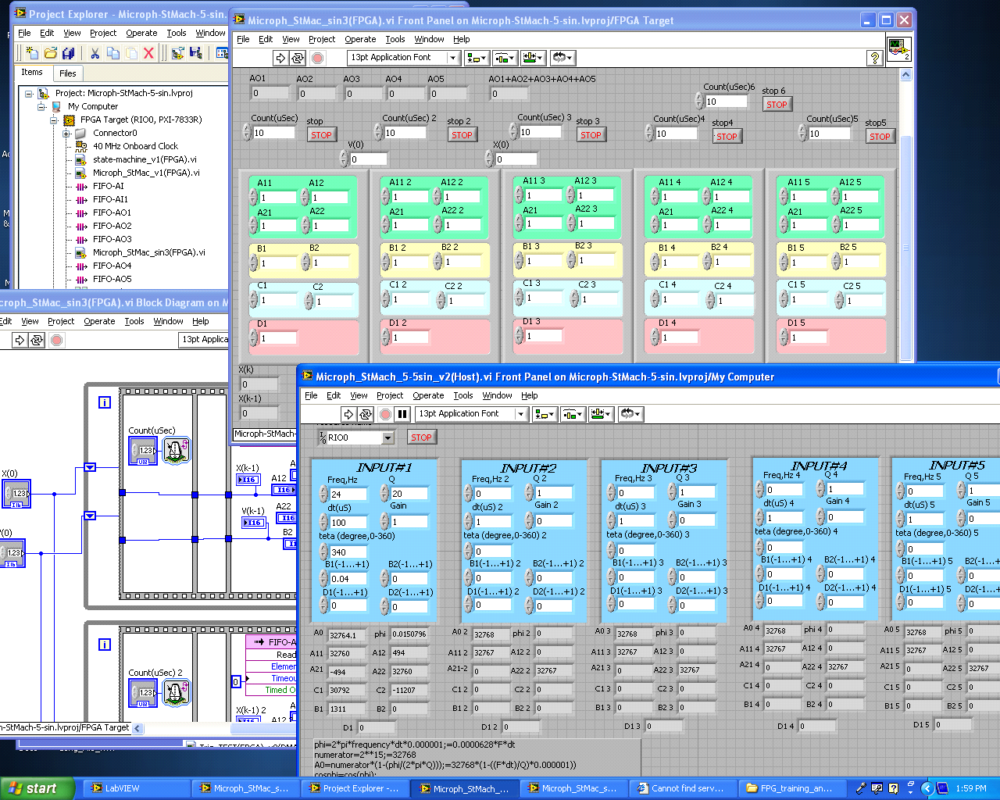 Project Explorer - Microph-StMach-5-sin.
File Edit View Project Operate Tools Window
Items Files
Project: Microph-StMach-5-sin.lvproj
My Computer
FPGA Target (RIO0, PXI-7833R)
Connector0
40 MHz Onboard Clock
state-machine_v1(FPGA).vi
Microph_StMac_v1(FPGA).vi
FIFO-AI
FIFO-AI1
FIFO-AO1
FIFO-AO2
FIFO-AO3
Microph_StMac_sin3(FPGA).vi
FIFO-AO4
FIFO-AO5
Microph_StMac_sin3(FPGA).vi Front Panel on Microph-StMach-5-sin.lvproj/FPGA Target
File Edit View Project Operate Tools Window Help
13pt Application Font
2
AO1 AO2 AO3 AO4 AO5 AO1+AO2+AO3+AO4+AO5
0 0 0 0 0 0
Count(uSec)6 stop 6
10 STOP
Count(uSec) stop Count(uSec) 2 stop 2 Count(uSec) 3 stop 3 Count(uSec)4 stop4 Count(uSec)5 stop5
10 STOP 10 STOP 10 STOP 10 STOP 10 STOP
V(0) X(0)
0 0
A11 A12 A11 2 A12 2 A11 3 A12 3 A11 4 A12 4 A11 5 A12 5
1 1 1 1 1 1 1 1 1 1
A21 A22 A21 A22 2 A21 A22 3 A21 A22 4 A21 A22 5
1 1 1 1 1 1 1 1 1 1
B1 B2 B1 2 B2 2 B1 3 B2 3 B1 4 B2 4 B1 5 B2 5
1 1 1 1 1 1 1 1 1 1
C1 C2 C1 2 C2 2 C1 3 C2 3 C1 4 C2 4 C1 5 C2 5
1 1 1 1 1 1 1 1 1 1
D1 D1 2 D1 3 D1 4 D1 5
1 1 1 1 1
X(k)
0
X(k-1)
0
Microph-StMach-
croph_StMac_sin3(FPGA).vi Block Diagram on M
Edit View Project Operate Tools Window Help
13pt Applica
i
Count(uSec)
1.23
U32
X(0)
1.23
I16
V(0)
1.23
I16
X(k-1)
I16
A12
I16
V(k-1)
I16
A22
B2
i
Count(uSec) 2
1.23
U32
FIFO-A
Read
Elemen
0 Timeou
Timed O
X(k-1) 2
A12
h-StMach-5-sin.lvproj/FPGA Target
Microph_StMach_5-5sin_v2(Host).vi Front Panel on Microph-StMach-5-sin.lvproj/My Computer
File Edit View Project Operate Tools Window Help
13pt Application Font
RIO0 STOP
INPUT#1 INPUT#2 INPUT#3 INPUT#4 INPUT#5
Freq,Hz Q Freq,Hz 2 Q 2 Freq,Hz 3 Q 3 Freq,Hz 4 Q 4 Freq,Hz 5 Q 5
24 20 0 1 0 1 0 1 0 1
dt(uS) Gain dt(uS) 2 Gain 2 dt(uS) 3 Gain 3 dt(uS) 4 Gain 4 dt(uS) 5 Gain 5
100 1 1 0 1 0 1 0 1 0
teta (degree,0-360) teta (degree,0-360) 2 teta (degree,0-360) 3 teta (degree,0-360) 4 teta (degree,0-360) 5
340 0 0 0 0
B1(-1...+1) B2(-1...+1) B1(-1...+1) 2 B2(-1...+1) 2 B1(-1...+1) 3 B2(-1...+1) 3 B1(-1...+1) 4 B2(-1...+1) 4 B1(-1...+1) 5 B2(-1...+
0.04 0 0 0 0 0 0 0 0 0
D1(-1...+1) D2(-1...+1) D1(-1...+1) 2 D2(-1...+1) 2 D1(-1...+1) 3 D2(-1...+1) 3 D1(-1...+1) 4 D2(-1...+1) 4 D1(-1...+1) 5 D2(-1...+
0 0 0 0 0 0 0 0 0 0
A0 32764.1 phi 0.0150796 A0 2 32768 phi 2 0 A0 3 32768 phi 3 0 A0 4 32768 phi 4 0 A0 5 32768 phi 5 0
A11 32760 A12 494 A11 2 32767 A12 2 0 A11 3 32767 A12 3 0 A11 4 32767 A12 4 0 A11 5 32767 A12 5 0
A21 -494 A22 32760 A21-2 0 A22 2 32767 A21 3 0 A22 3 32767 A21 4 0 A22 4 32767 A21 5 0 A22 5 32767
C1 30792 C2 -11207 C1 2 0 C2 2 0 C1 3 0 C2 3 0 C1 4 0 C2 4 0 C1 5 0 C2 5 0
B1 1311 B2 0 B1 2 0 B2 2 0 B1 3 0 B2 3 0 B1 4 0 B2 4 0 B1 5 0 B2 5 0
D1 0 D1 2 0 D1 3 0 D1 4 0 D1 5 0
phi=2*pi*frequency*dt*0.000001;=0.0000628*F*dt
numerator=2**15;=32768
A0=numerator*(1-(phi/(2*pi*Q)));=32768*(1-((F*dt)/Q)*0.000001))
cosphi=cos(phi);
start LabVIEW Microph_StMac_s... Project Explorer -... Microph_StMach_... Microph_StMac_s... Cannot find serv... FPG_training_an... 1:59 PM